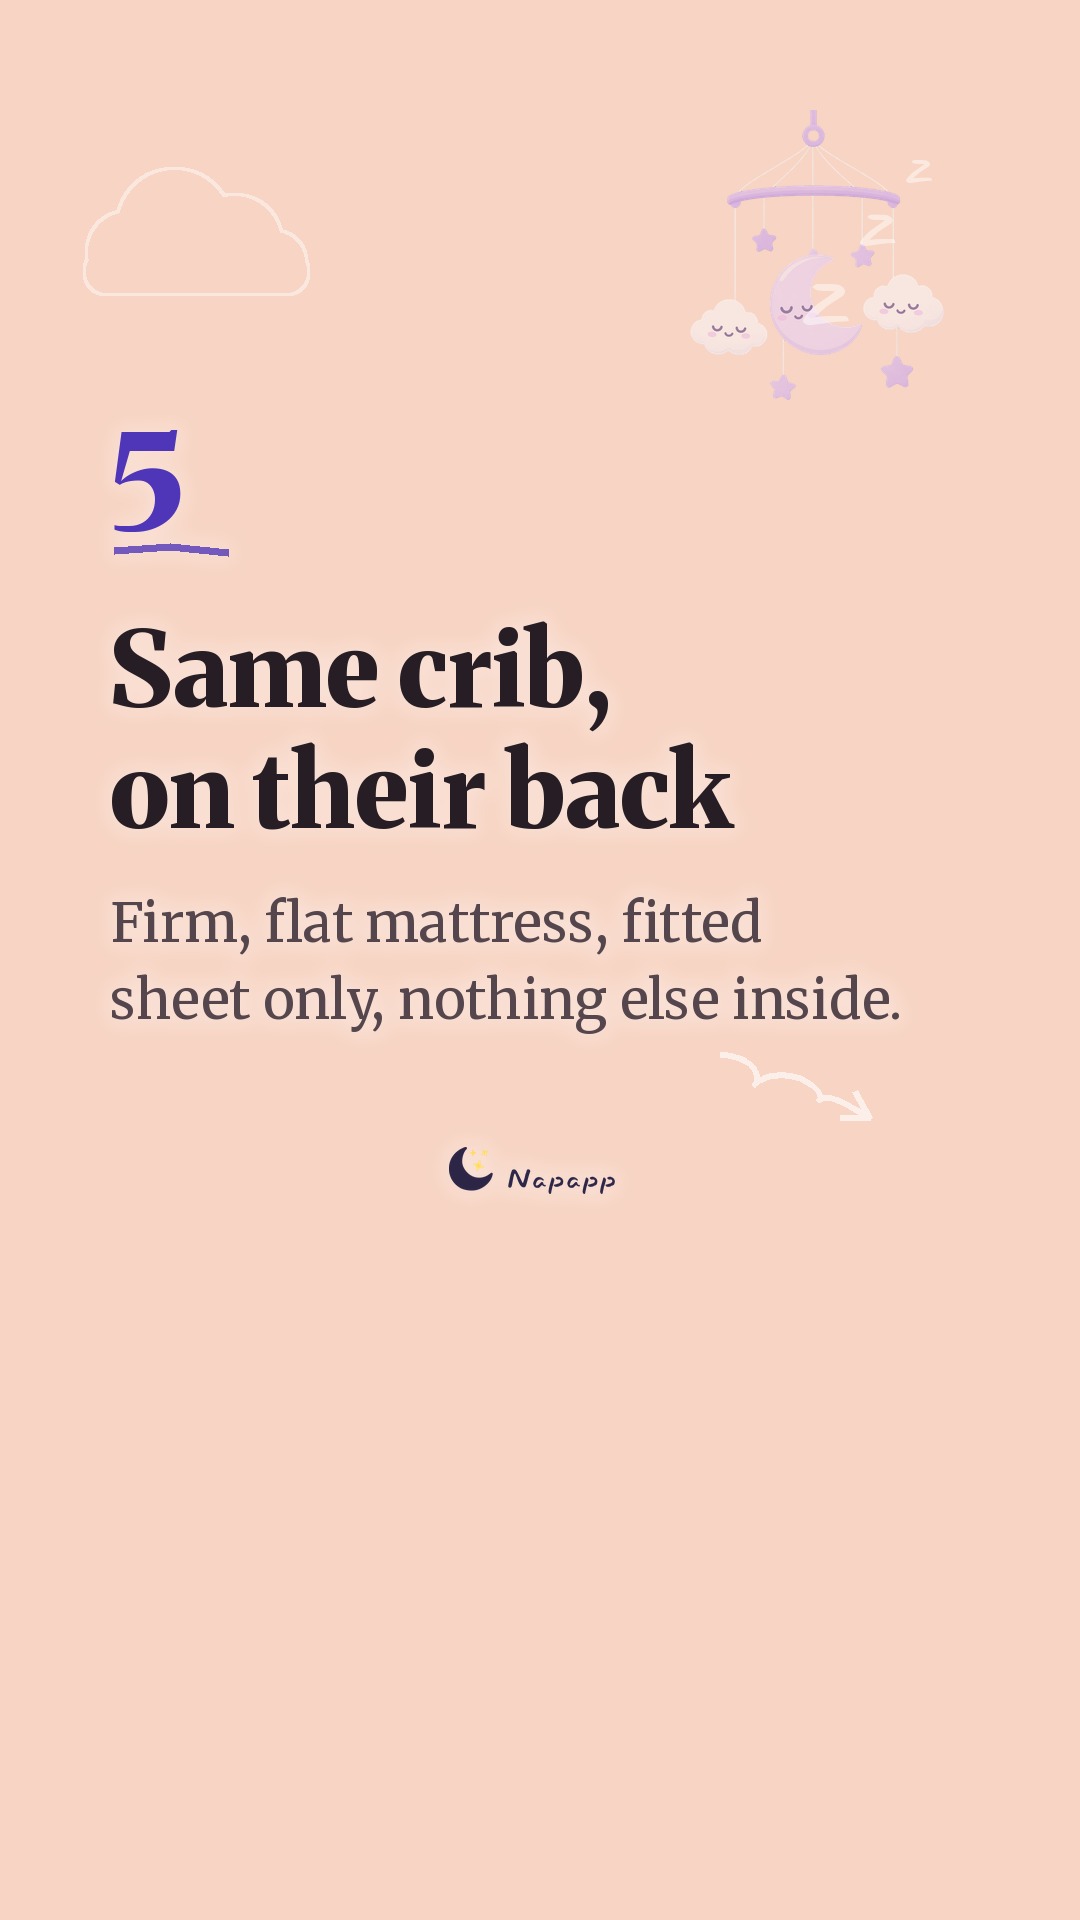 z
Z
Z
5
Same crib,
on their back
Firm, flat mattress, fitted
sheet only, nothing else inside.
Napapp